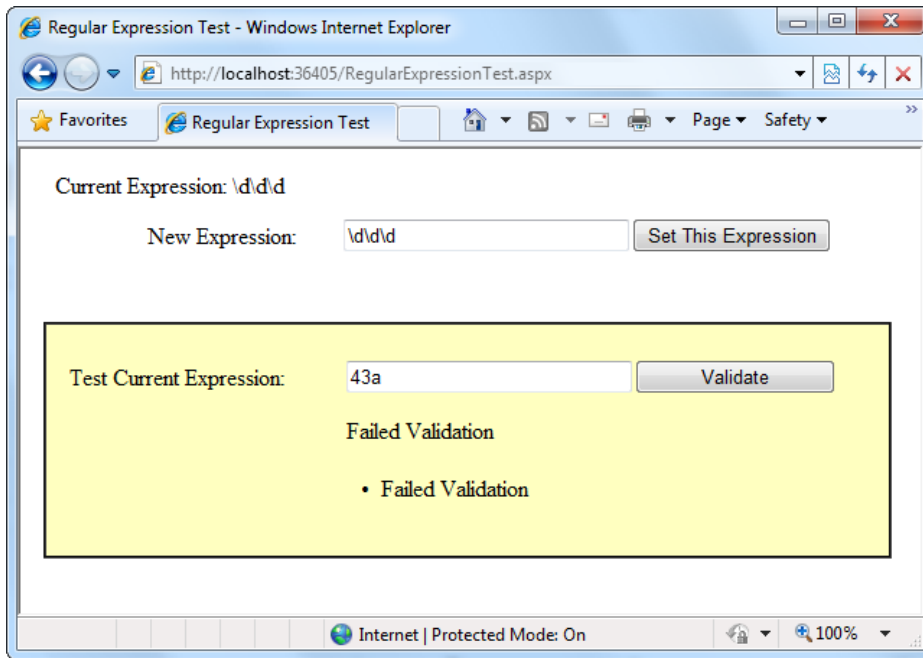 Regular Expression Test - Windows Internet Explorer
http://localhost:36405/RegularExpressionTest.aspx
Favorites Regular Expression Test Page Safety »
Current Expression: \d\d\d
New Expression: \d\d\d Set This Expression
Test Current Expression: 43a Validate
Failed Validation
• Failed Validation
Internet | Protected Mode: On 100%